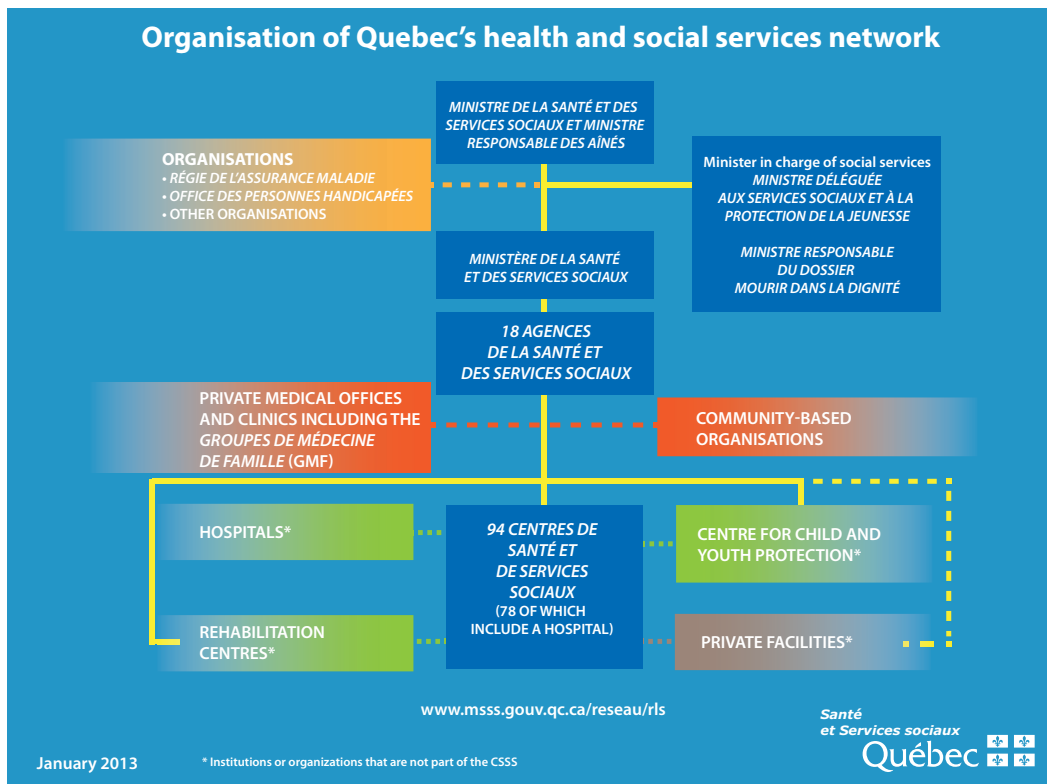 Organisation of Quebec's health and social services network
MINISTRE DE LA SANTÉ ET DES
SERVICES SOCIAUX ET MINISTRE
RESPONSABLE DES AÎNÉS
ORGANISATIONS
• RÉGIE DE L'ASSURANCE MALADIE
• OFFICE DES PERSONNES HANDICAPÉES
• OTHER ORGANISATIONS
Minister in charge of social services
MINISTRE DÉLÉGUÉE
AUX SERVICES SOCIAUX ET À LA
PROTECTION DE LA JEUNESSE
MINISTRE RESPONSABLE
DU DOSSIER
MOURIR DANS LA DIGNITÉ
MINISTÈRE DE LA SANTÉ
ET DES SERVICES SOCIAUX
18 AGENCES
DE LA SANTÉ ET
DES SERVICES SOCIAUX
PRIVATE MEDICAL OFFICES
AND CLINICS INCLUDING THE
GROUPES DE MÉDECINE
DE FAMILLE (GMF)
COMMUNITY-BASED
ORGANISATIONS
HOSPITALS*
94 CENTRES DE
SANTÉ ET
DE SERVICES
SOCIAUX
(78 OF WHICH
INCLUDE A HOSPITAL)
CENTRE FOR CHILD AND
YOUTH PROTECTION*
REHABILITATION
CENTRES*
PRIVATE FACILITIES*
www.msss.gouv.qc.ca/reseau/rls
Santé
et Services sociaux
Québec
January 2013
* Institutions or organizations that are not part of the CSSS